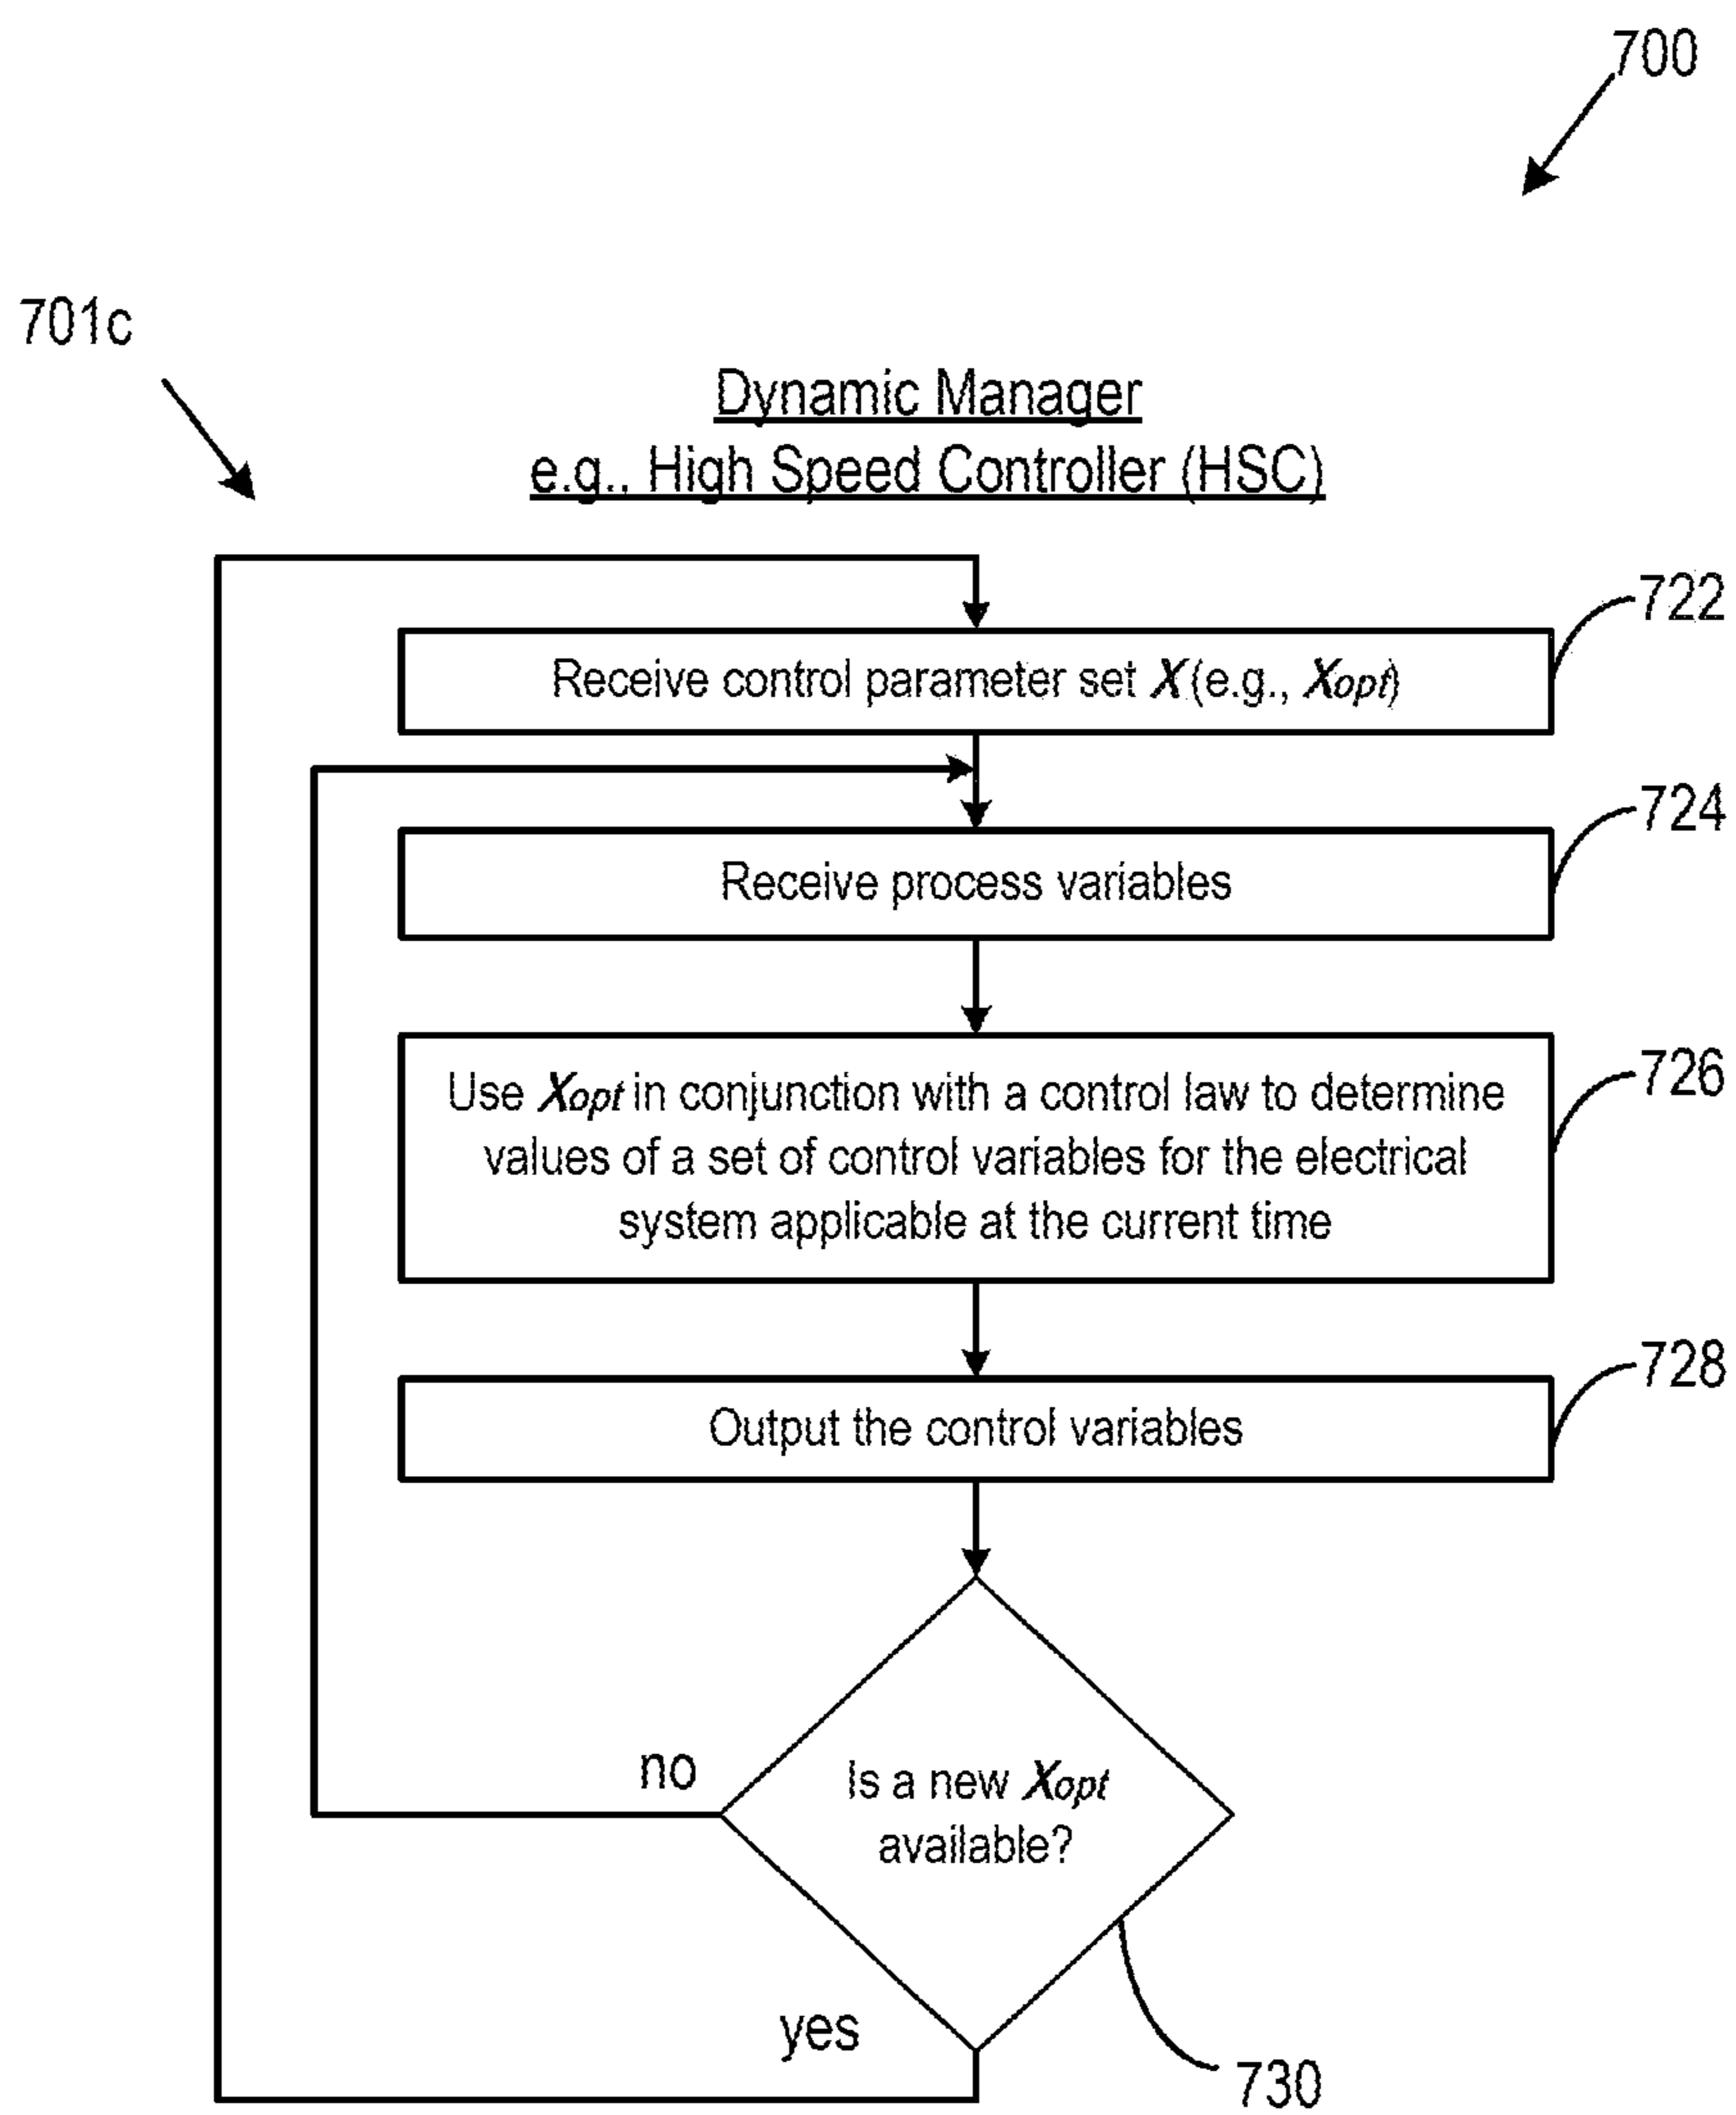 700
701c
Dynamic Manager
e.g., High Speed Controller (HSC)
722
Receive control parameter set X (e.g., Xopt)
724
Receive process variables
726
Use Xopt in conjunction with a control law to determine
values of a set of control variables for the electrical
system applicable at the current time
728
Output the control variables
no
Is a new Xopt
available?
yes
730